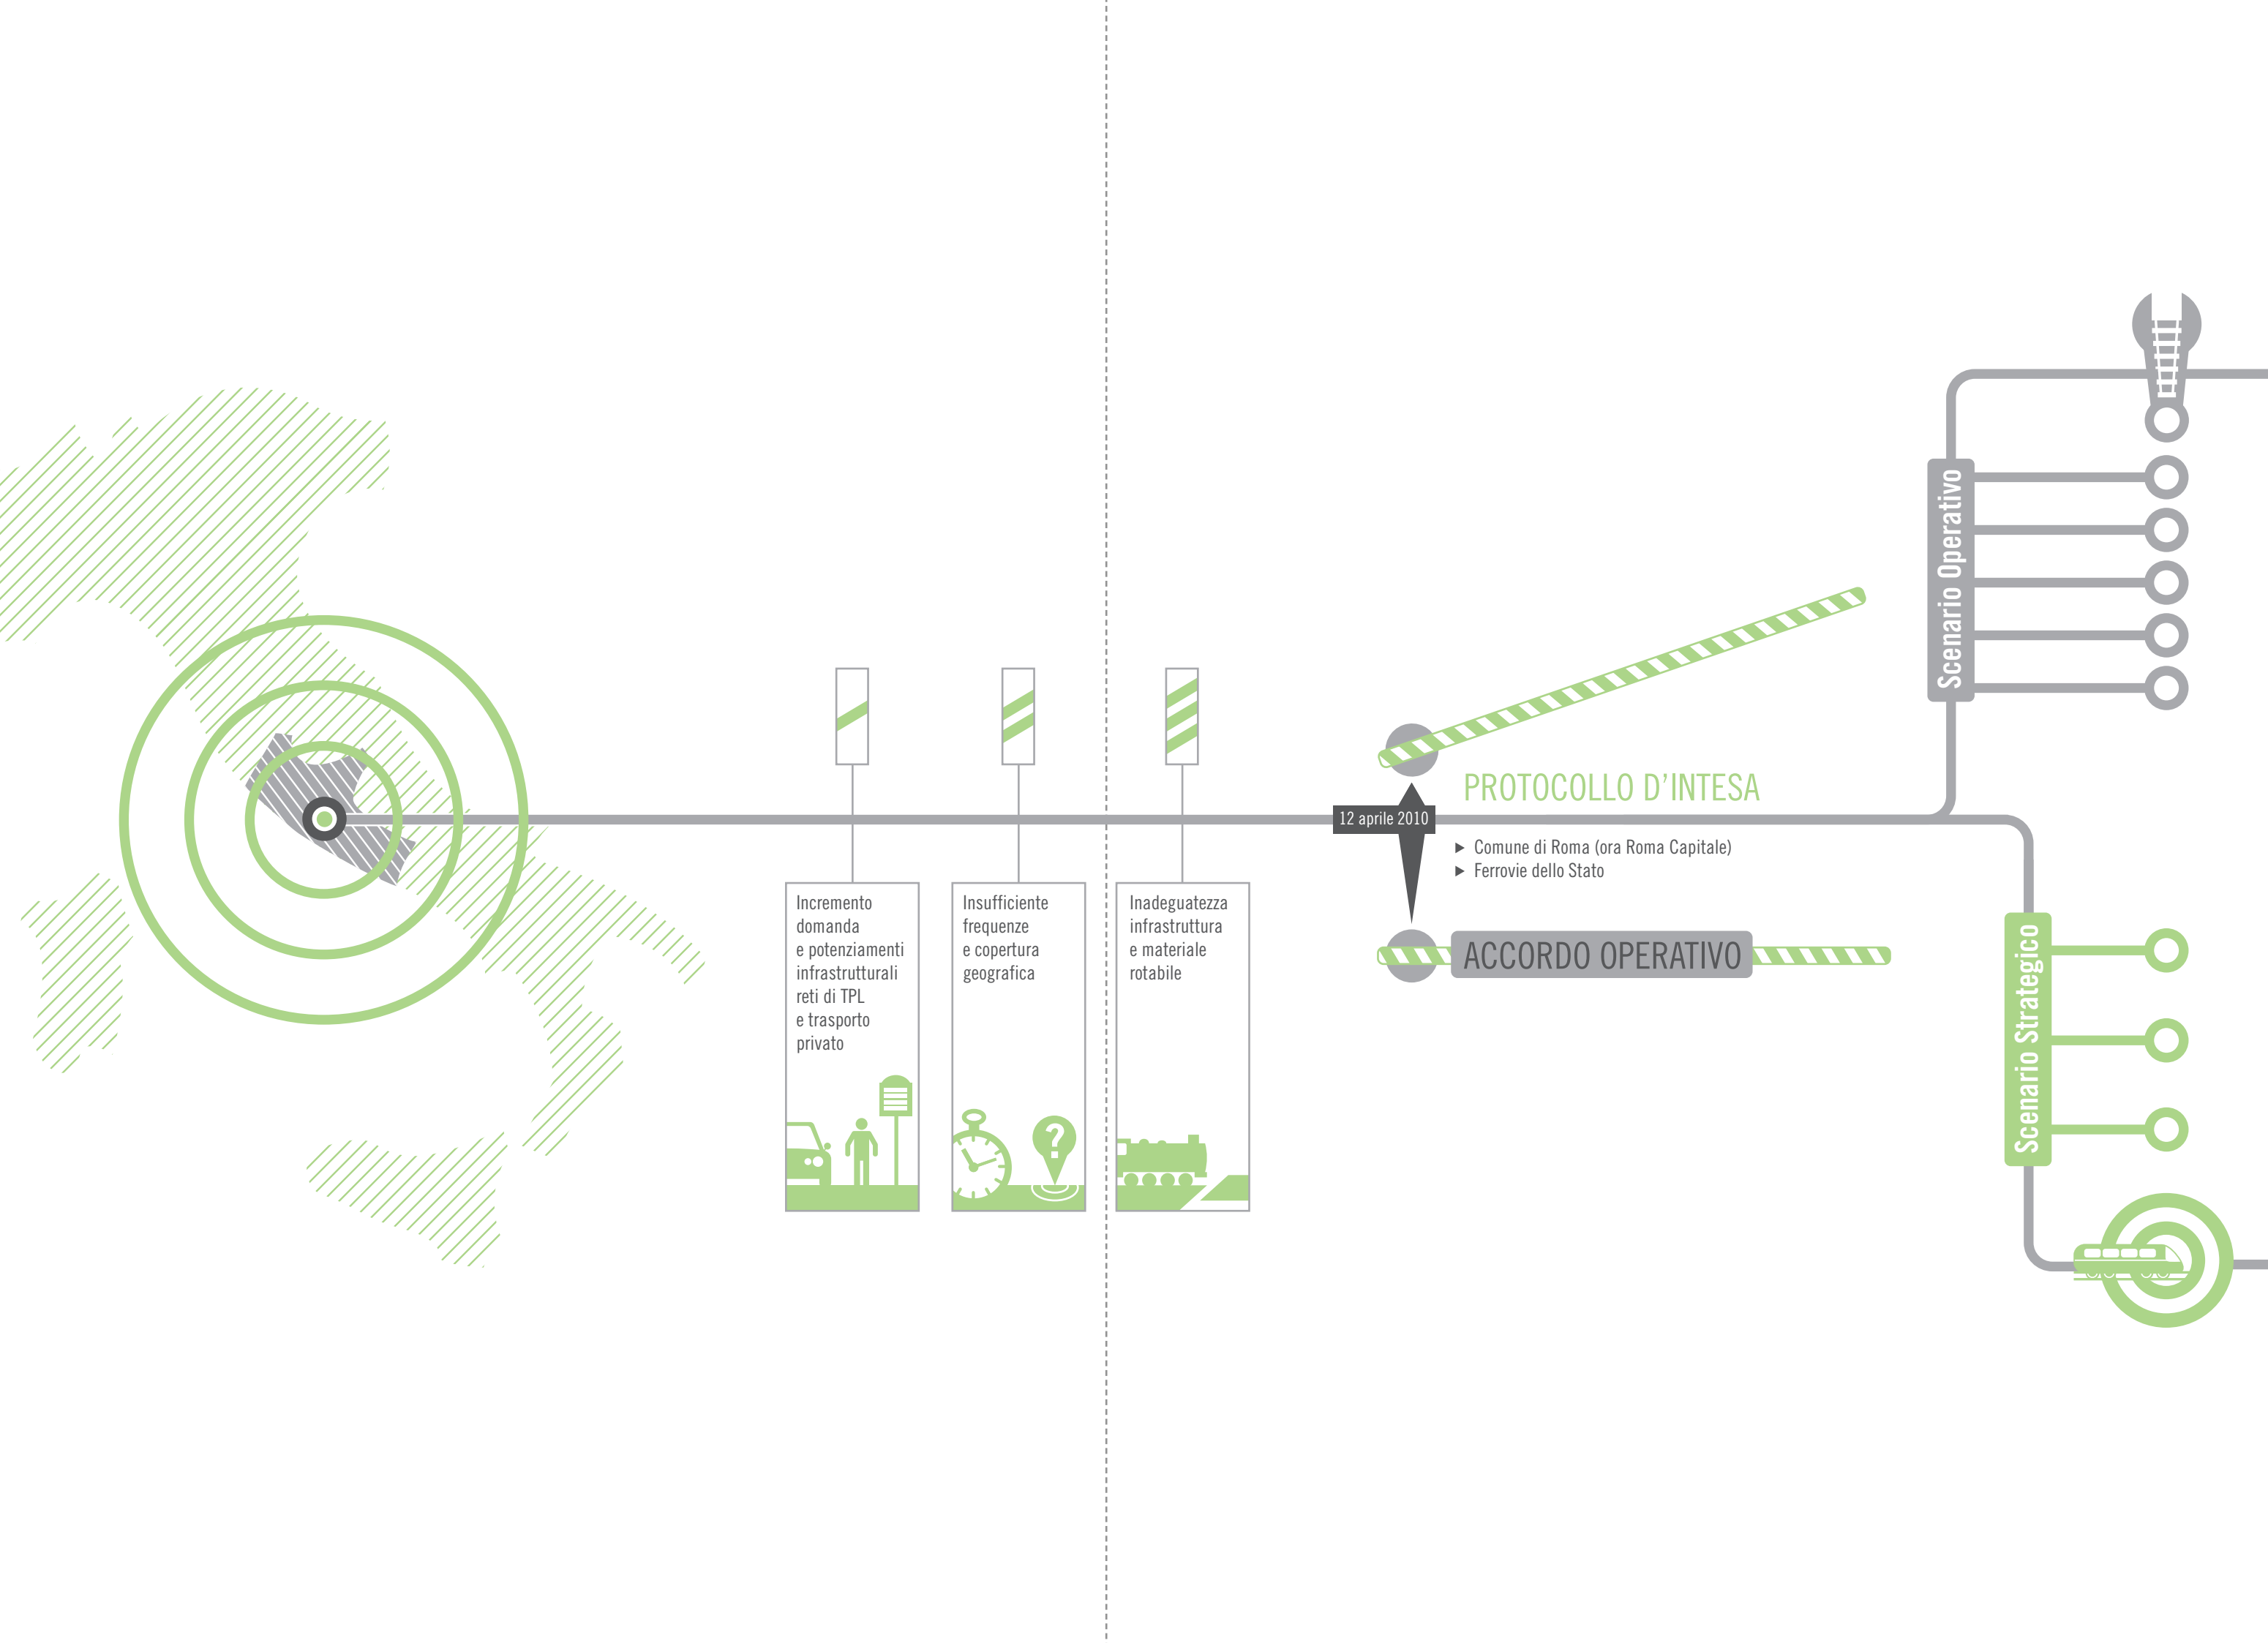 Incremento
domanda
e potenziamenti
infrastrutturali
reti di TPL
e trasporto
privato
Insufficiente
frequenze
e copertura
geografica
?
Inadeguatezza
infrastruttura
e materiale
rotabile
12 aprile 2010
PROTOCOLLO D'INTESA
Comune di Roma (ora Roma Capitale)
Ferrovie dello Stato
ACCORDO OPERATIVO
Scenario Operativo
Scenario Strategico